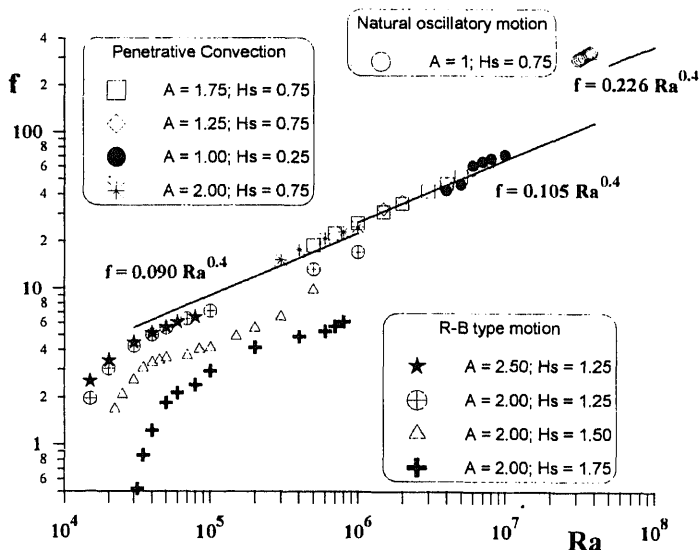 f
4
2
100
8
6
4
2
10
8
6
4
2
1
8
6
Penetrative Convection
A = 1.75; Hs = 0.75
A = 1.25; Hs = 0.75
A = 1.00; Hs = 0.25
A = 2.00; Hs = 0.75
Natural oscillatory motion
A = 1; Hs = 0.75
f = 0.226 Ra^0.4
f = 0.105 Ra^0.4
f = 0.090 Ra^0.4
R-B type motion
A = 2.50; Hs = 1.25
A = 2.00; Hs = 1.25
A = 2.00; Hs = 1.50
A = 2.00; Hs = 1.75
10^4
10^5
10^6
10^7
Ra
10^8